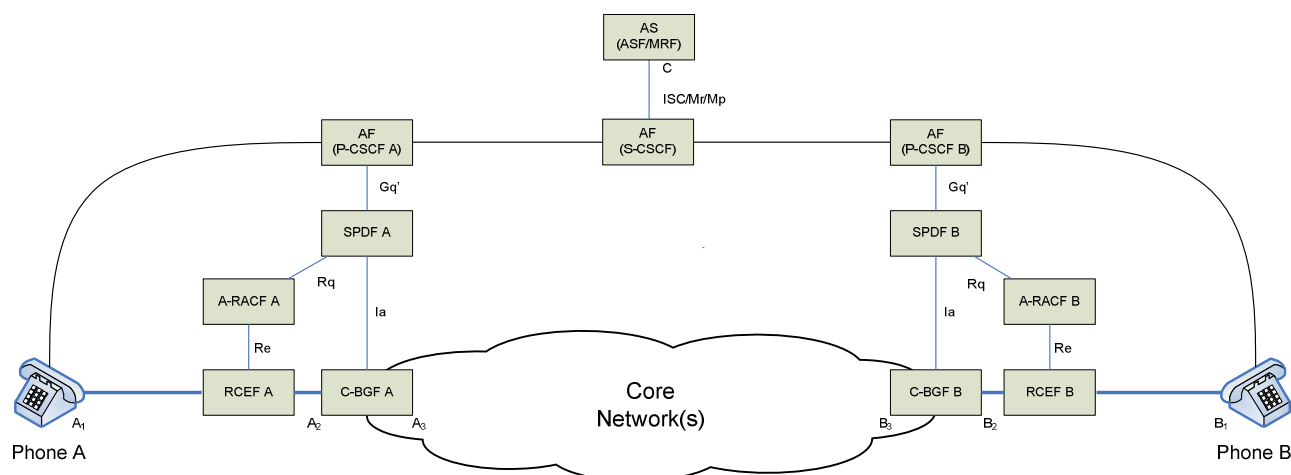 AS
(ASF/MRF)
C
ISC/Mr/Mp
AF
(P-CSCF A)
AF
(S-CSCF)
AF
(P-CSCF B)
Gq’
Gq’
SPDF A
SPDF B
Rq
Rq
A-RACF A
Ia
Ia
A-RACF B
Re
Re
RCEF A
C-BGF A
Core
Network(s)
C-BGF B
RCEF B
A₁
A₂
A₃
B₃
B₂
B₁
Phone A
Phone B